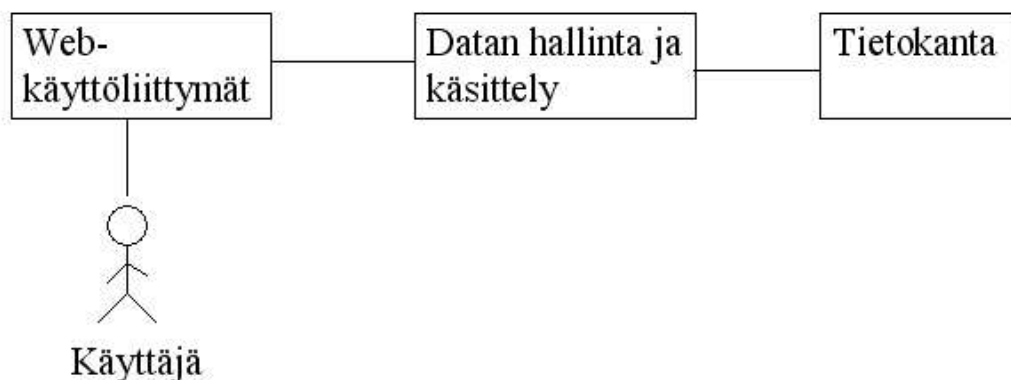 Web-
käyttöliittymät
Datan hallinta ja
käsittely
Tietokanta
Käyttäjä